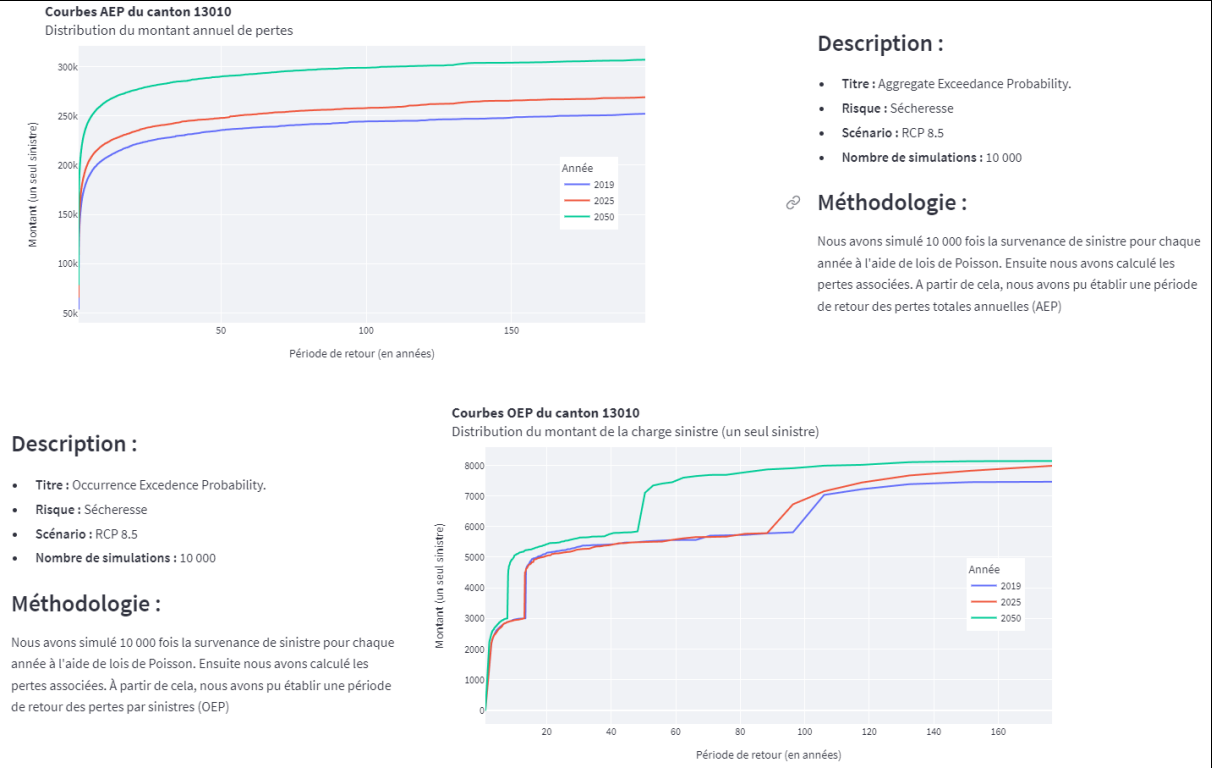 Courbes AEP du canton 13010
Distribution du montant annuel de pertes
300k
250k
200k
150k
100k
50k
Montant (un seul sinistre)
50
100
150
Période de retour (en années)
Année
2019
2025
2050
Description :
Titre : Aggregate Exceedance Probability.
Risque : Sécheresse
Scénario : RCP 8.5
Nombre de simulations : 10 000
Méthodologie :
Nous avons simulé 10 000 fois la survenance de sinistre pour chaque
année à l'aide de lois de Poisson. Ensuite nous avons calculé les
pertes associées. A partir de cela, nous avons pu établir une période
de retour des pertes totales annuelles (AEP)
Description :
Titre : Occurrence Excedence Probability.
Risque : Sécheresse
Scénario : RCP 8.5
Nombre de simulations : 10 000
Méthodologie :
Nous avons simulé 10 000 fois la survenance de sinistre pour chaque
année à l'aide de lois de Poisson. Ensuite nous avons calculé les
pertes associées. À partir de cela, nous avons pu établir une période
de retour des pertes par sinistres (OEP)
Courbes OEP du canton 13010
Distribution du montant de la charge sinistre (un seul sinistre)
8000
7000
6000
5000
4000
3000
2000
1000
0
Montant (un seul sinistre)
20
40
60
80
100
120
140
160
Période de retour (en années)
Année
2019
2025
2050